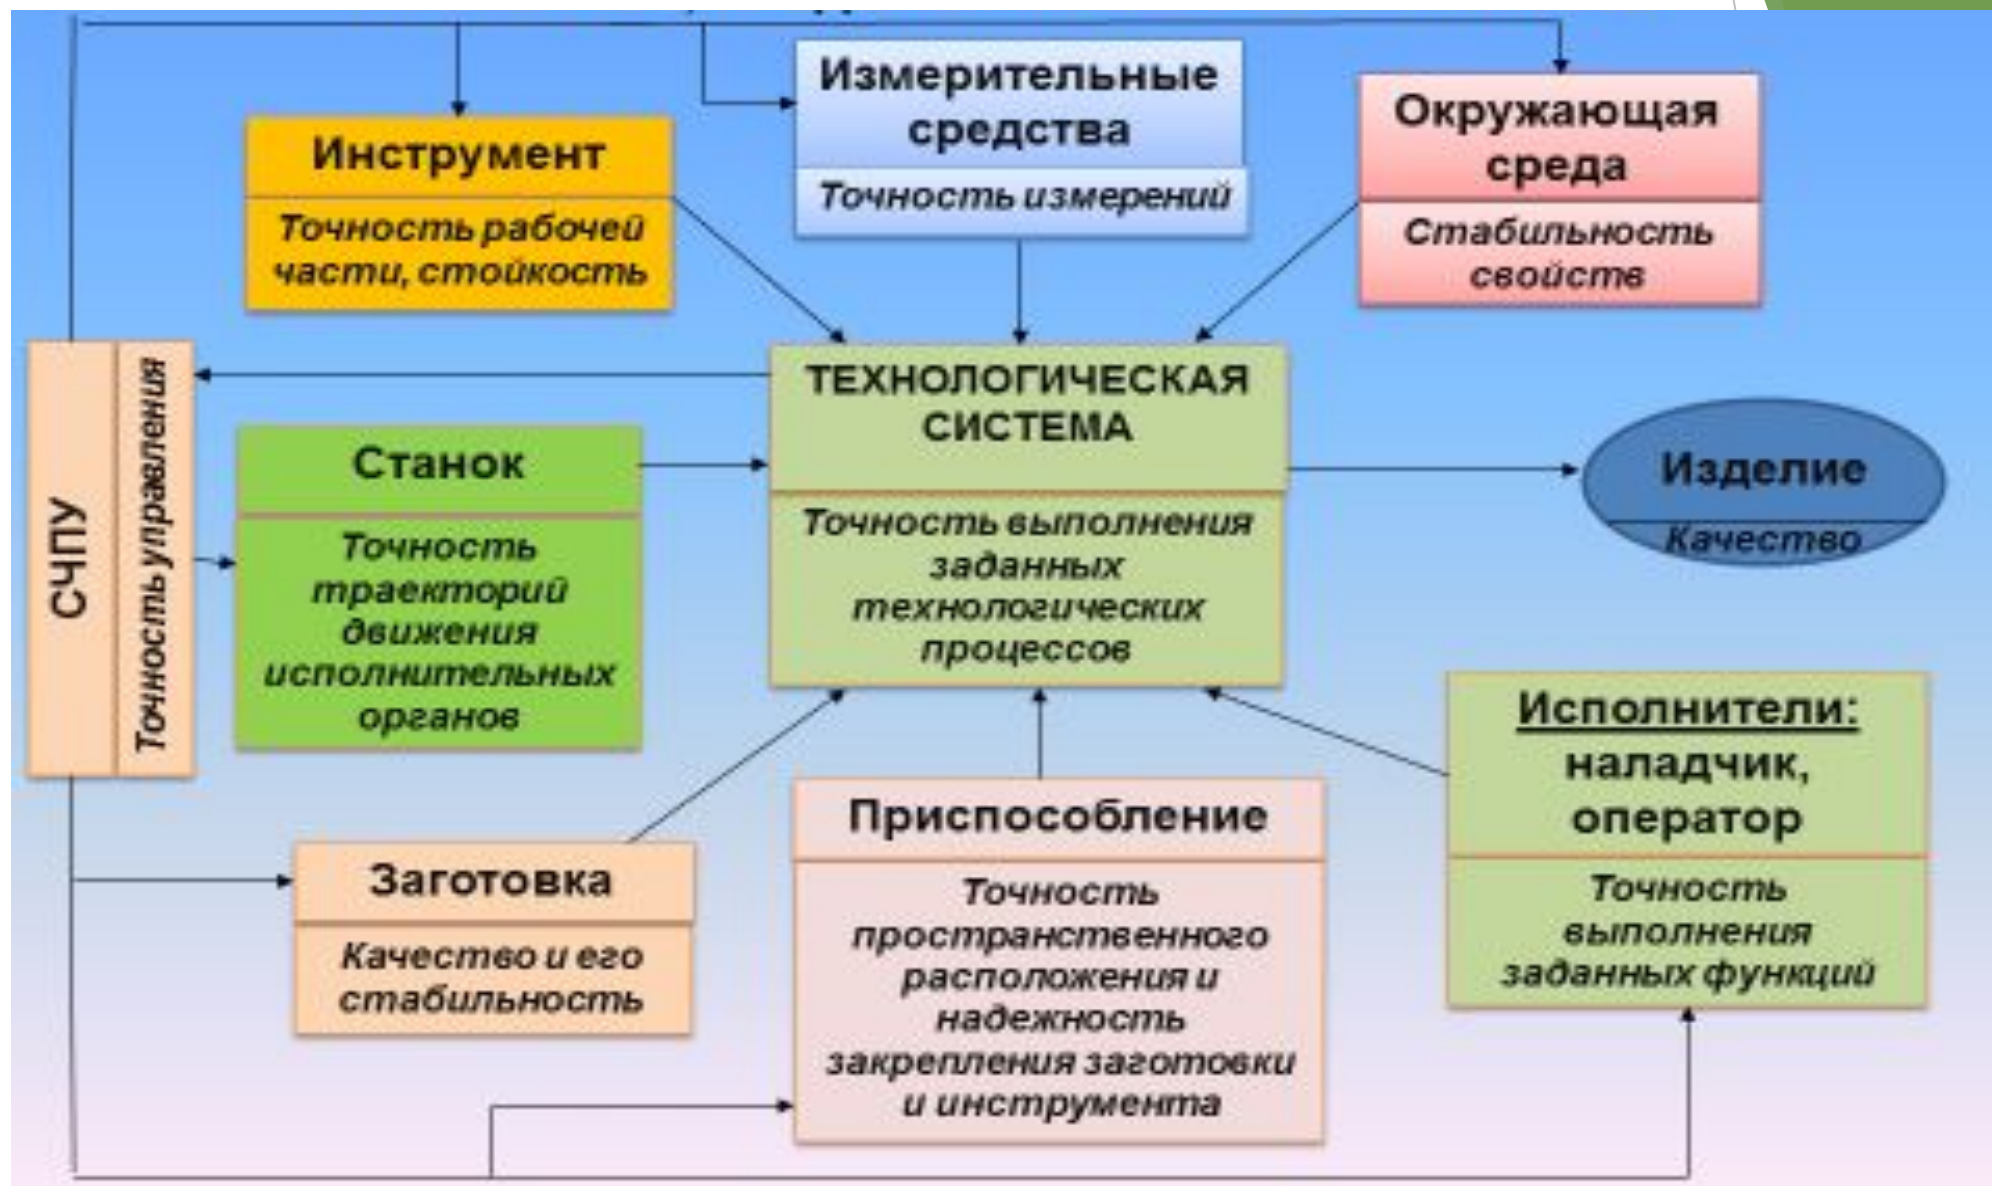 Измерительные
средства
Точность измерений
Окружающая
среда
Стабильность
свойств
Инструмент
Точность рабочей
части, стойкость
СЧПУ
Точность управления
ТЕХНОЛОГИЧЕСКАЯ
СИСТЕМА
Точность выполнения
заданных
технологических
процессов
Станок
Точность
траекторий
движения
исполнительных
органов
Изделие
Качество
Исполнители:
наладчик,
оператор
Точность
выполнения
заданных функций
Приспособление
Точность
пространственного
расположения и
надежность
закрепления заготовки
и инструмента
Заготовка
Качество и его
стабильность